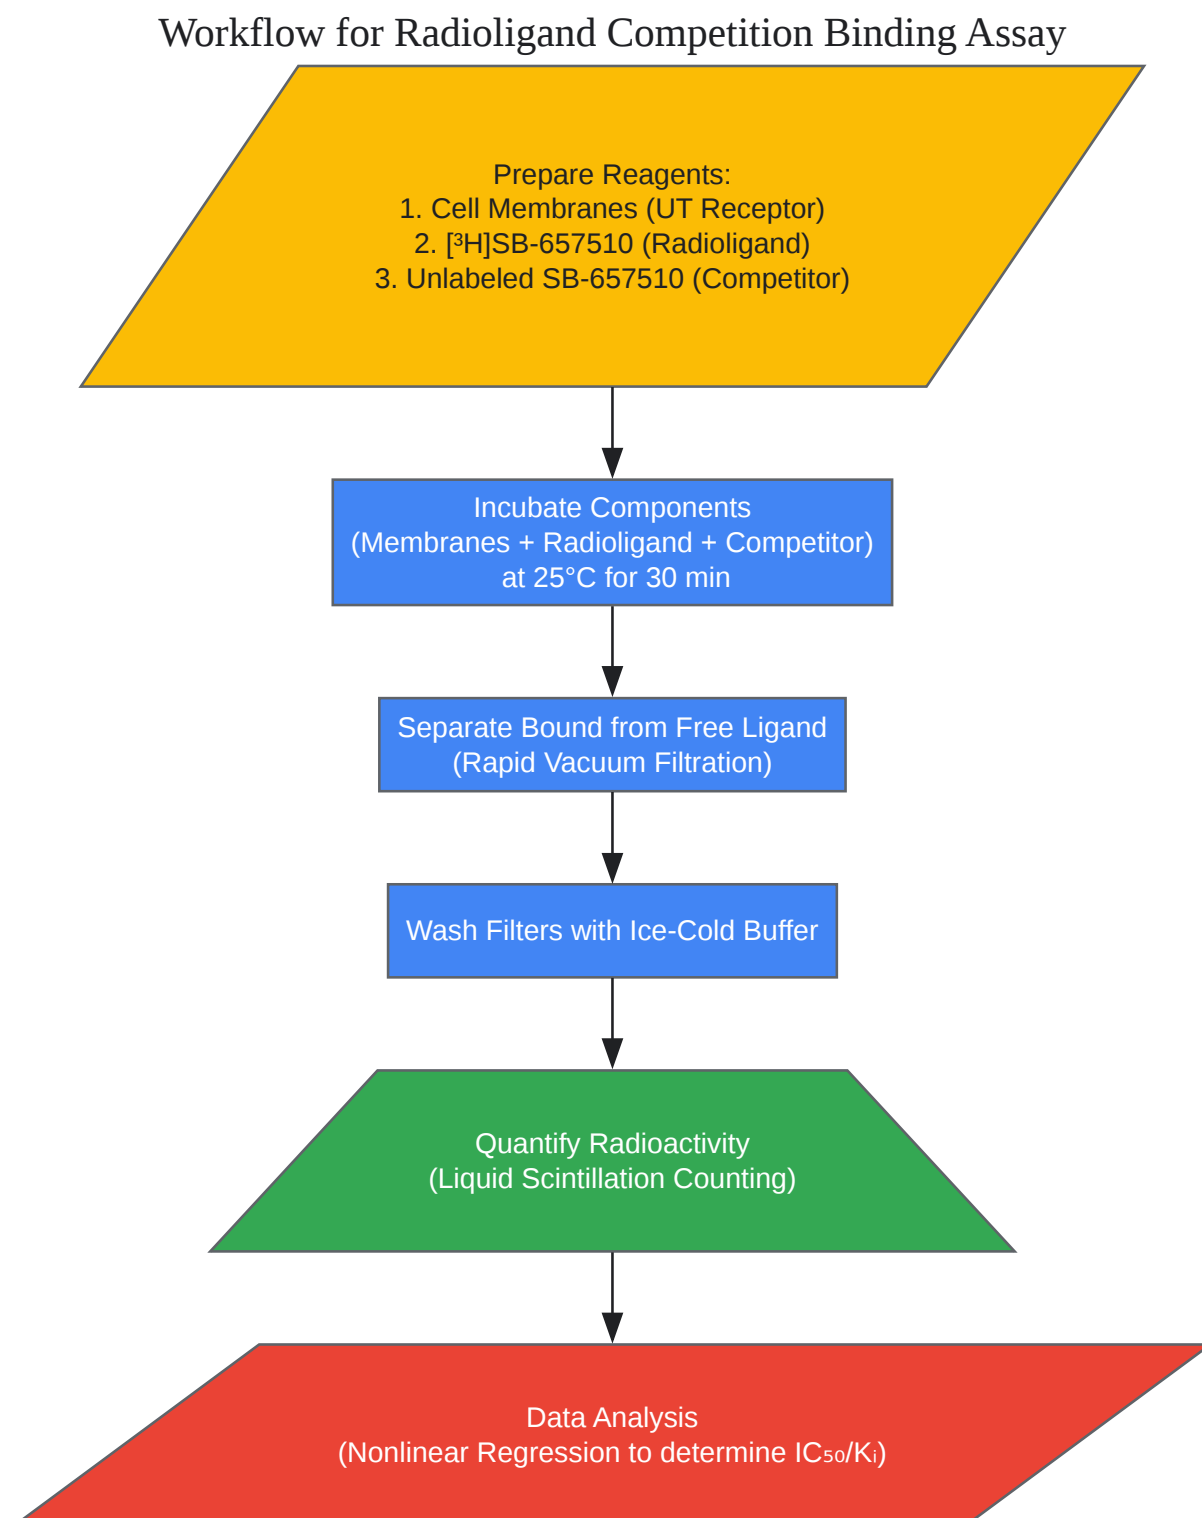 Workflow for Radioligand Competition Binding Assay
Prepare Reagents:
1. Cell Membranes (UT Receptor)
2. [³H]SB-657510 (Radioligand)
3. Unlabeled SB-657510 (Competitor)
Incubate Components
(Membranes + Radioligand + Competitor)
at 25°C for 30 min
Separate Bound from Free Ligand
(Rapid Vacuum Filtration)
Wash Filters with Ice-Cold Buffer
Quantify Radioactivity
(Liquid Scintillation Counting)
Data Analysis
(Nonlinear Regression to determine IC₅₀/Kᵢ)